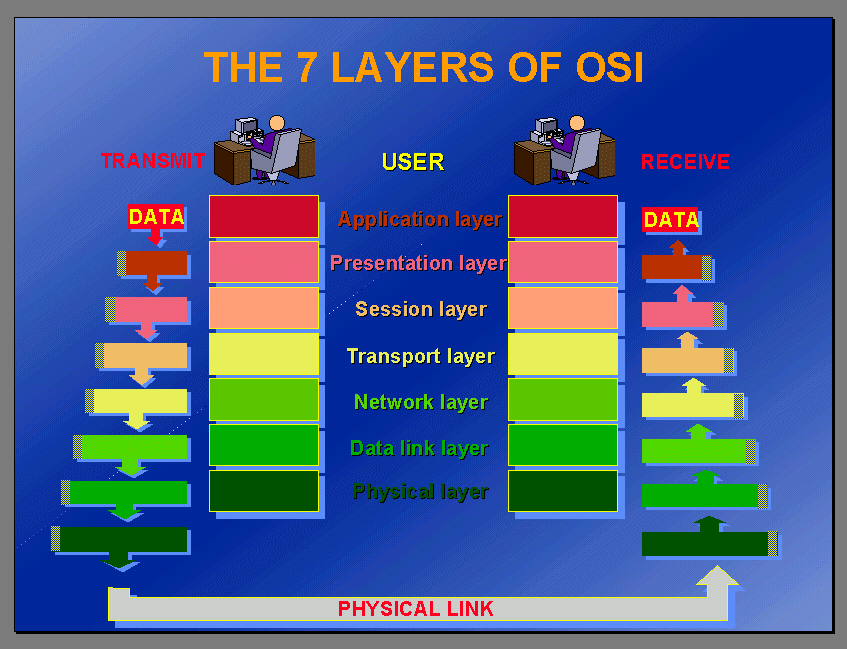 THE 7 LAYERS OF OSI
TRANSMIT
USER
RECEIVE
DATA
Application layer
DATA
Presentation layer
Session layer
Transport layer
Network layer
Data link layer
Physical layer
PHYSICAL LINK